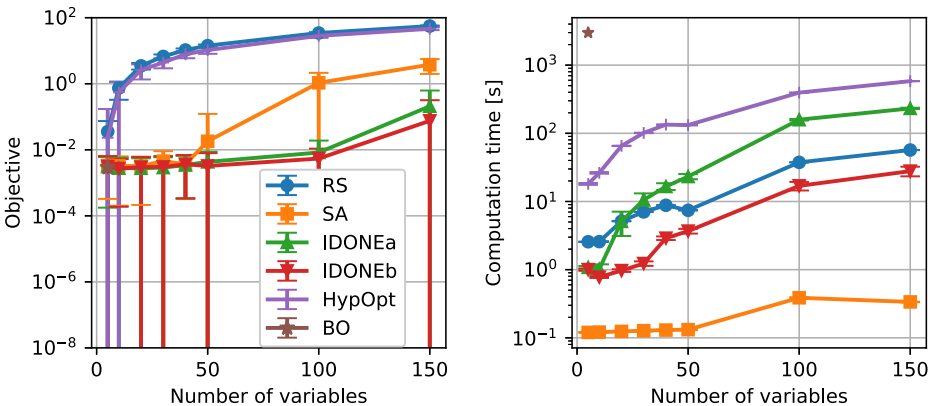 10^2
10^0
10^−2
10^−4
10^−6
10^−8
Objective
0
50
100
150
Number of variables
RS
SA
IDONEa
IDONEb
HypOpt
BO
10^3
10^2
10^1
10^0
10^−1
Computation time [s]
0
50
100
150
Number of variables